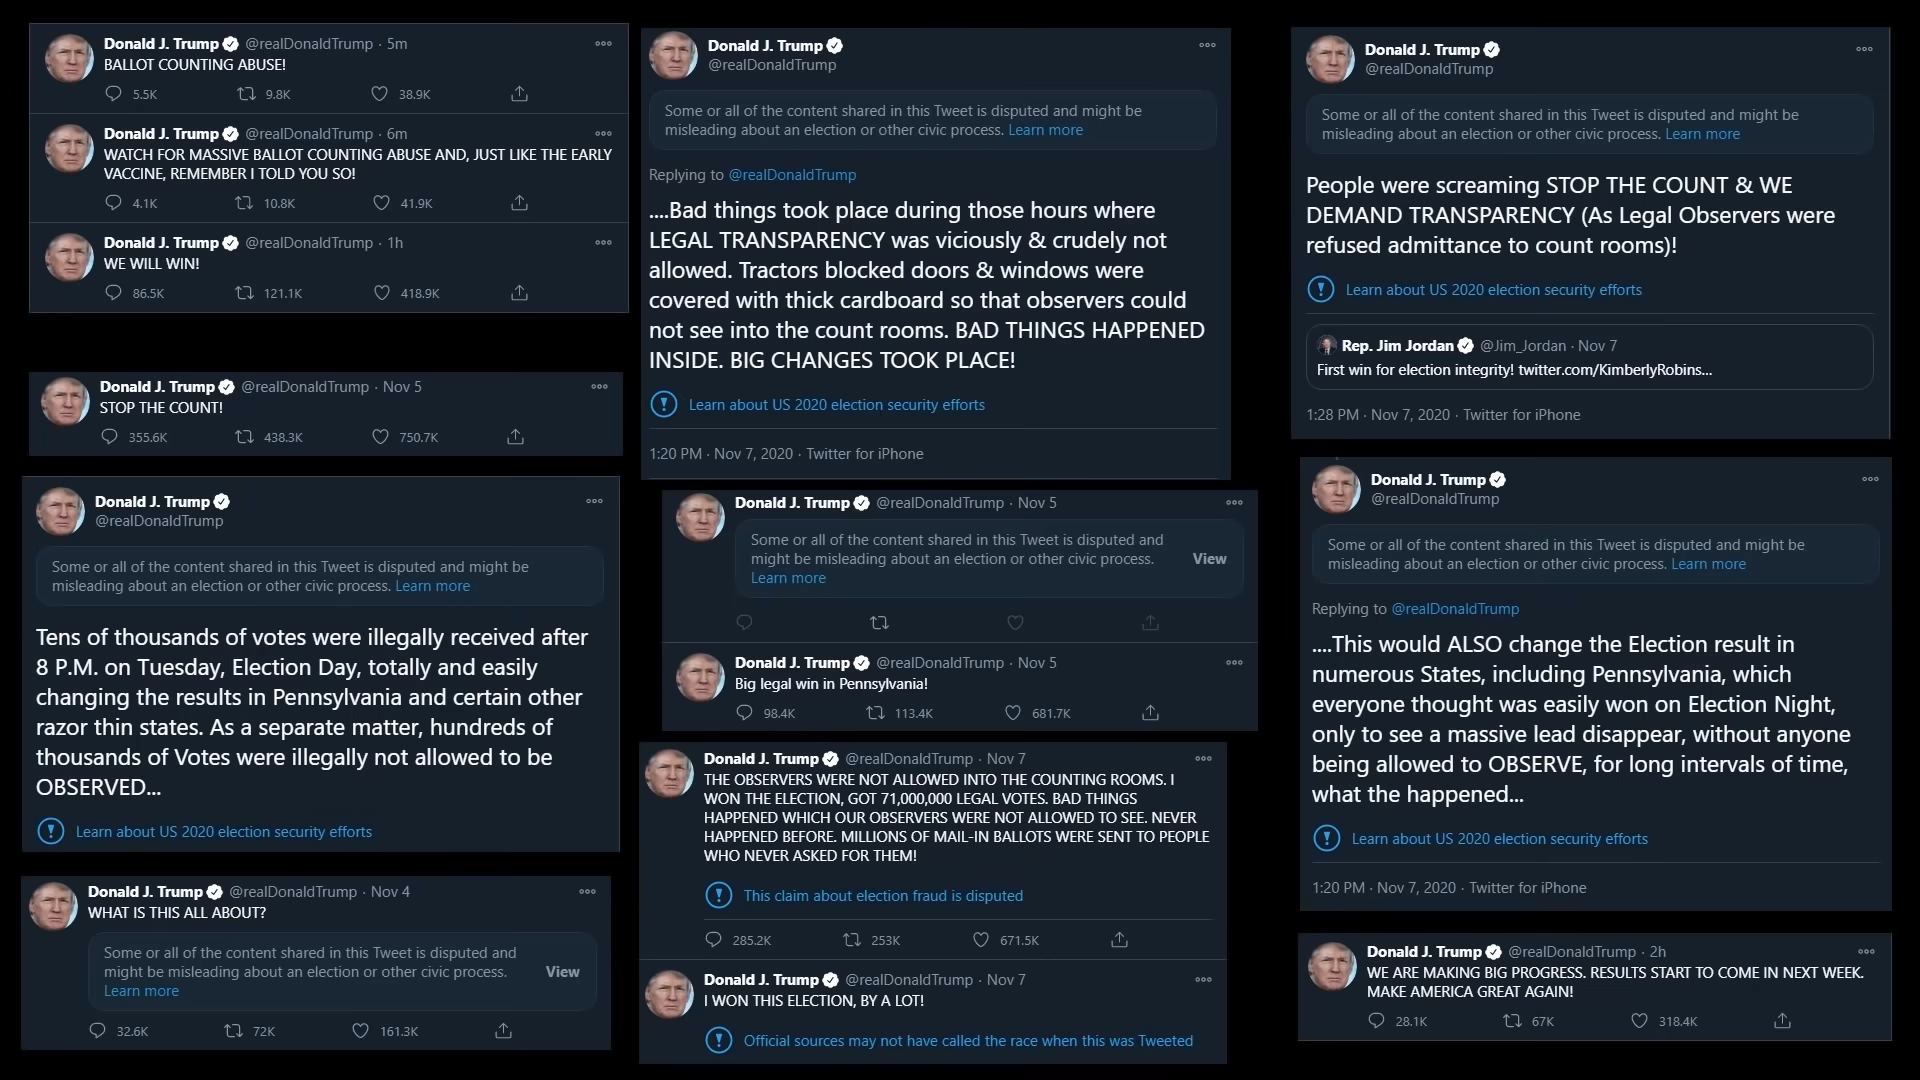 Donald J. Trump @realDonaldTrump · 5m
BALLOT COUNTING ABUSE!
5.5K 9.8K 38.9K
Donald J. Trump @realDonaldTrump · 6m
WATCH FOR MASSIVE BALLOT COUNTING ABUSE AND, JUST LIKE THE EARLY
VACCINE, REMEMBER I TOLD YOU SO!
4.1K 10.8K 41.9K
Donald J. Trump @realDonaldTrump · 1h
WE WILL WIN!
86.5K 121.1K 418.9K
Donald J. Trump @realDonaldTrump · Nov 5
STOP THE COUNT!
355.6K 438.3K 750.7K
Donald J. Trump
@realDonaldTrump
Some or all of the content shared in this Tweet is disputed and might be
misleading about an election or other civic process. Learn more
Tens of thousands of votes were illegally received after
8 P.M. on Tuesday, Election Day, totally and easily
changing the results in Pennsylvania and certain other
razor thin states. As a separate matter, hundreds of
thousands of Votes were illegally not allowed to be
OBSERVED...
Learn about US 2020 election security efforts
Donald J. Trump @realDonaldTrump · Nov 4
WHAT IS THIS ALL ABOUT?
Some or all of the content shared in this Tweet is disputed and
might be misleading about an election or other civic process. View
Learn more
32.6K 72K 161.3K
Donald J. Trump
@realDonaldTrump
Some or all of the content shared in this Tweet is disputed and might be
misleading about an election or other civic process. Learn more
Replying to @realDonaldTrump
....Bad things took place during those hours where
LEGAL TRANSPARENCY was viciously & crudely not
allowed. Tractors blocked doors & windows were
covered with thick cardboard so that observers could
not see into the count rooms. BAD THINGS HAPPENED
INSIDE. BIG CHANGES TOOK PLACE!
Learn about US 2020 election security efforts
1:20 PM · Nov 7, 2020 · Twitter for iPhone
Donald J. Trump @realDonaldTrump · Nov 5
Some or all of the content shared in this Tweet is disputed and
might be misleading about an election or other civic process. View
Learn more
Donald J. Trump @realDonaldTrump · Nov 5
Big legal win in Pennsylvania!
98.4K 113.4K 681.7K
Donald J. Trump @realDonaldTrump · Nov 7
THE OBSERVERS WERE NOT ALLOWED INTO THE COUNTING ROOMS. I
WON THE ELECTION, GOT 71,000,000 LEGAL VOTES. BAD THINGS
HAPPENED WHICH OUR OBSERVERS WERE NOT ALLOWED TO SEE. NEVER
HAPPENED BEFORE. MILLIONS OF MAIL-IN BALLOTS WERE SENT TO PEOPLE
WHO NEVER ASKED FOR THEM!
This claim about election fraud is disputed
285.2K 253K 671.5K
Donald J. Trump @realDonaldTrump · Nov 7
I WON THIS ELECTION, BY A LOT!
Official sources may not have called the race when this was Tweeted
Donald J. Trump
@realDonaldTrump
Some or all of the content shared in this Tweet is disputed and might be
misleading about an election or other civic process. Learn more
People were screaming STOP THE COUNT & WE
DEMAND TRANSPARENCY (As Legal Observers were
refused admittance to count rooms)!
Learn about US 2020 election security efforts
Rep. Jim Jordan @Jim_Jordan · Nov 7
First win for election integrity! twitter.com/KimberlyRobins...
1:28 PM · Nov 7, 2020 · Twitter for iPhone
Donald J. Trump
@realDonaldTrump
Some or all of the content shared in this Tweet is disputed and might be
misleading about an election or other civic process. Learn more
Replying to @realDonaldTrump
....This would ALSO change the Election result in
numerous States, including Pennsylvania, which
everyone thought was easily won on Election Night,
only to see a massive lead disappear, without anyone
being allowed to OBSERVE, for long intervals of time,
what the happened...
Learn about US 2020 election security efforts
1:20 PM · Nov 7, 2020 · Twitter for iPhone
Donald J. Trump @realDonaldTrump · 2h
WE ARE MAKING BIG PROGRESS. RESULTS START TO COME IN NEXT WEEK.
MAKE AMERICA GREAT AGAIN!
28.1K 67K 318.4K